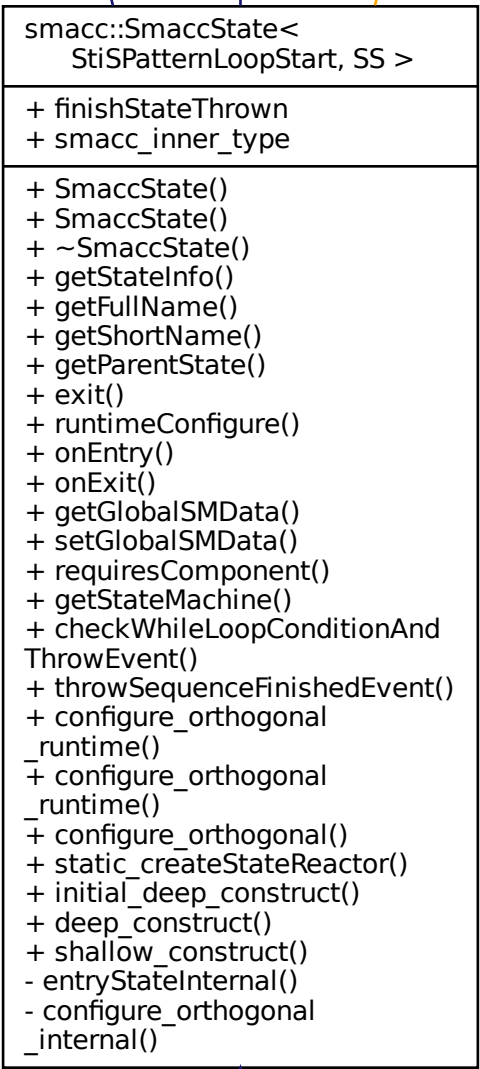 smacc::SmaccState<
StiSPatternLoopStart, SS >
+ finishStateThrown
+ smacc_inner_type
+ SmaccState()
+ SmaccState()
+ ~SmaccState()
+ getStateInfo()
+ getFullName()
+ getShortName()
+ getParentState()
+ exit()
+ runtimeConfigure()
+ onEntry()
+ onExit()
+ getGlobalSMData()
+ setGlobalSMData()
+ requiresComponent()
+ getStateMachine()
+ checkWhileLoopConditionAnd
ThrowEvent()
+ throwSequenceFinishedEvent()
+ configure_orthogonal
_runtime()
+ configure_orthogonal
_runtime()
+ configure_orthogonal()
+ static_createStateReactor()
+ initial_deep_construct()
+ deep_construct()
+ shallow_construct()
- entryStateInternal()
- configure_orthogonal
_internal()